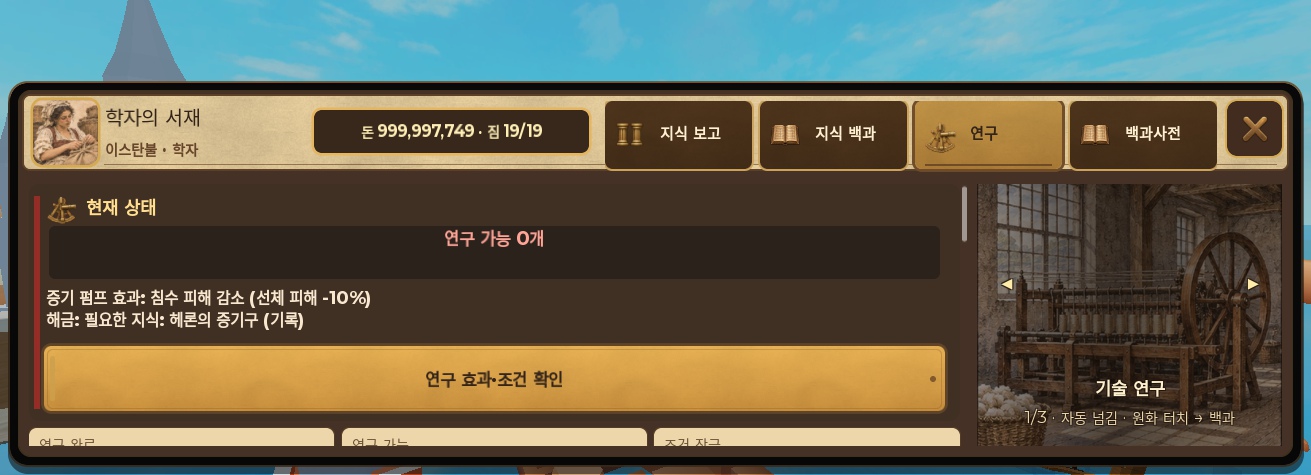 학자의 서재
이스탄불 · 학자
돈 999,997,749 · 짐 19/19
지식 보고
지식 백과
연구
백과사전
현재 상태
연구 가능 0개
증기 펌프 효과: 침수 피해 감소 (선체 피해 -10%)
해금: 필요한 지식: 헤론의 증기구 (기록)
연구 효과·조건 확인
연구 완료
연구 가능
조건 잠금
기술 연구
1/3 · 자동 넘김 · 원화 터치 → 백과